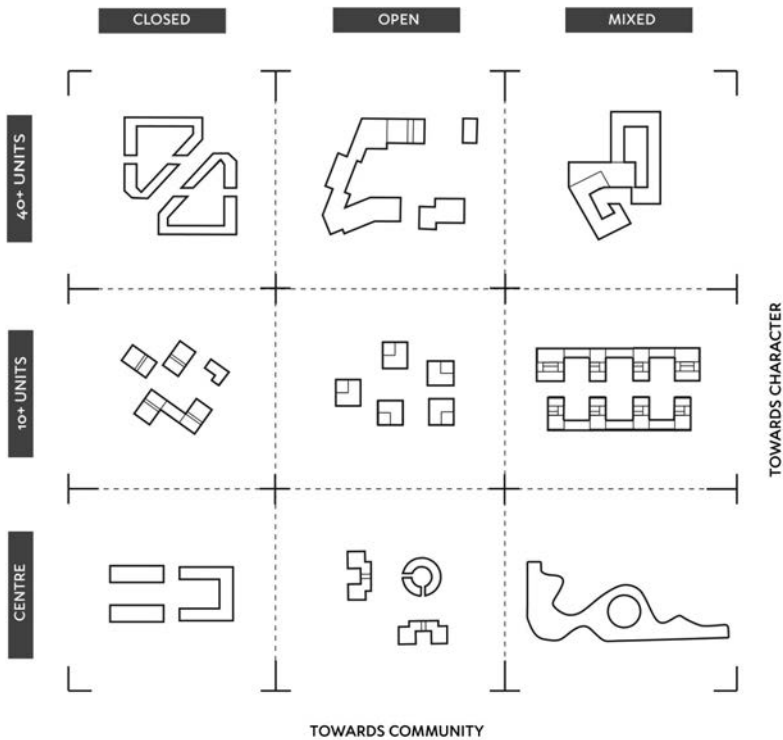 CLOSED
OPEN
MIXED
40+ UNITS
10+ UNITS
CENTRE
TOWARDS CHARACTER
TOWARDS COMMUNITY